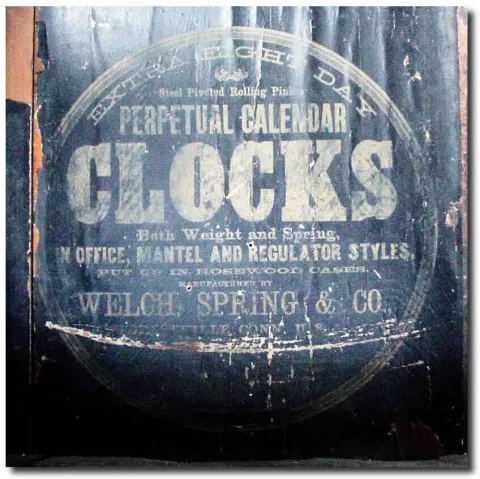 EXTRA EIGHT DAY
Steel Pivoted Rolling Pinion
PERPETUAL CALENDAR
CLOCKS
Both Weight and Spring,
IN OFFICE, MANTEL AND REGULATOR STYLES.
PUT UP IN ROSEWOOD CASES.
MANUFACTURED BY
WELCH, SPRING & CO.
CONN. U.S.